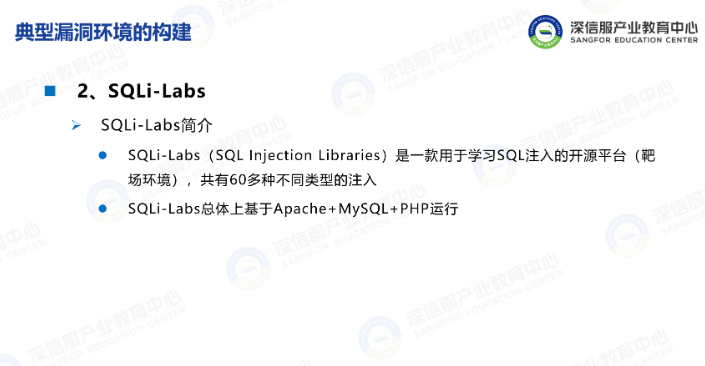 典型漏洞环境的构建
深信服产业教育中心
SANGFOR EDUCATION CENTER
2、SQLi-Labs
SQLi-Labs简介
SQLi-Labs（SQL Injection Libraries）是一款用于学习SQL注入的开源平台（靶
场环境），共有60多种不同类型的注入
SQLi-Labs总体上基于Apache+MySQL+PHP运行